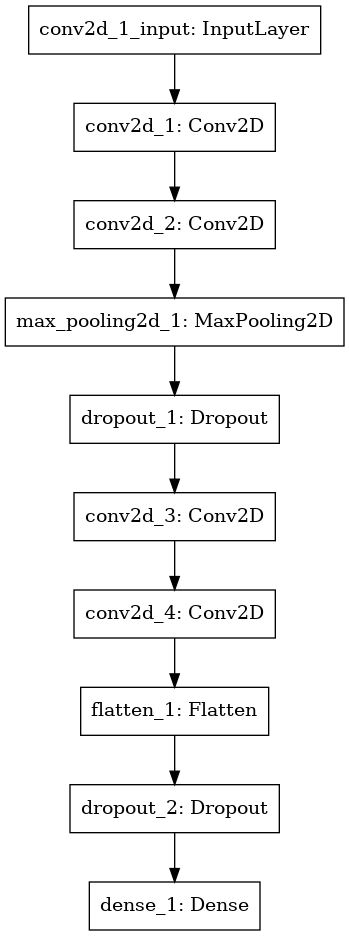 conv2d_1_input: InputLayer
conv2d_1: Conv2D
conv2d_2: Conv2D
max_pooling2d_1: MaxPooling2D
dropout_1: Dropout
conv2d_3: Conv2D
conv2d_4: Conv2D
flatten_1: Flatten
dropout_2: Dropout
dense_1: Dense